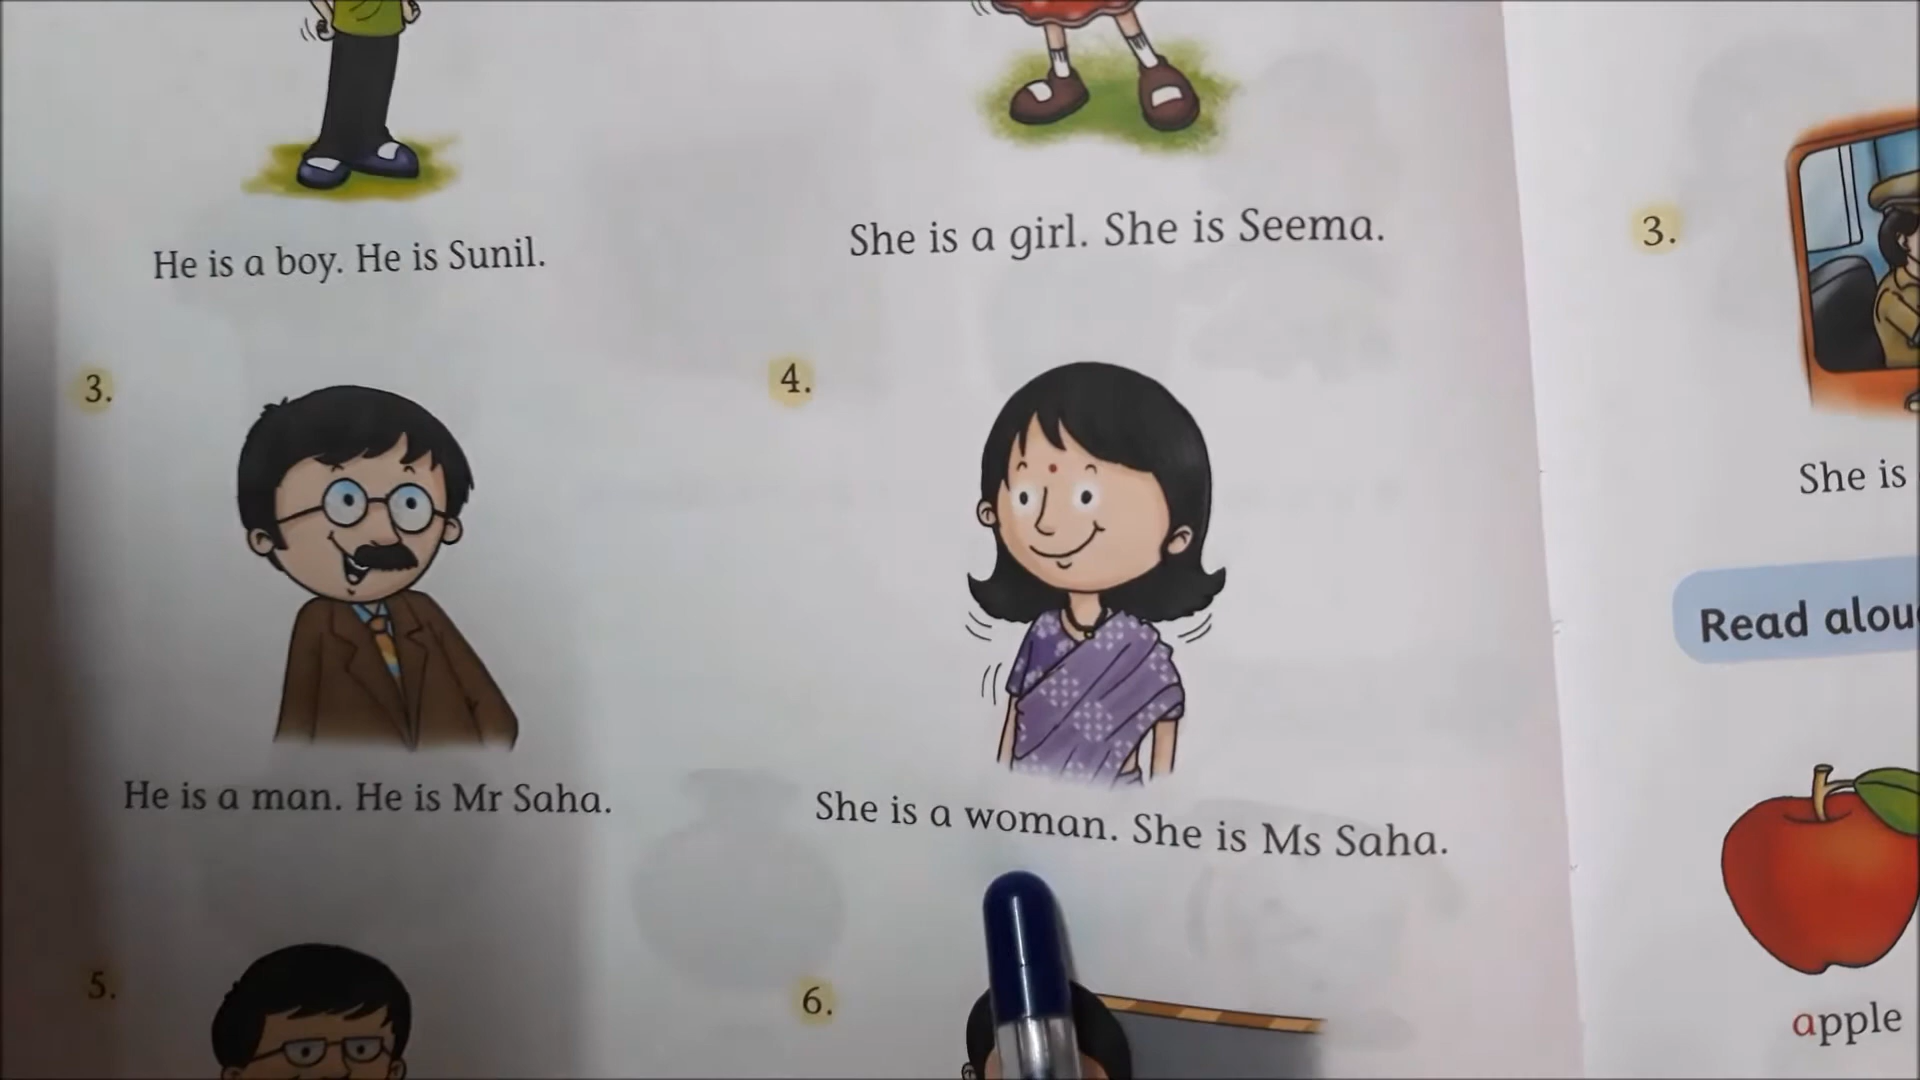 He is a boy. He is Sunil.
She is a girl. She is Seema.
3.
4.
He is a man. He is Mr Saha.
She is a woman. She is Ms Saha.
5.
6.
3.
She is
Read
apple